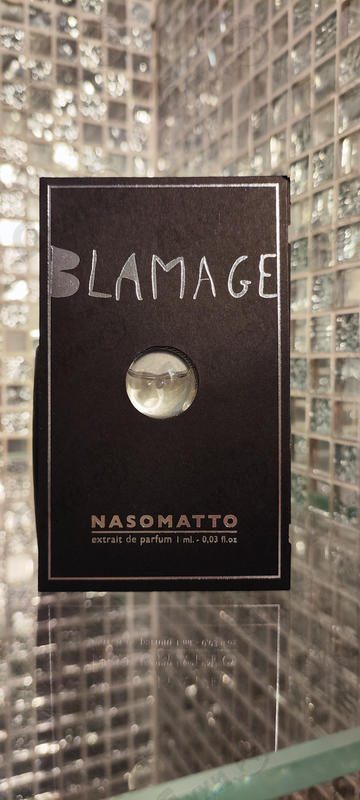 BLAMAGE
NASOMATTO
extrait de parfum 1 ml. - 0,03 fl.oz